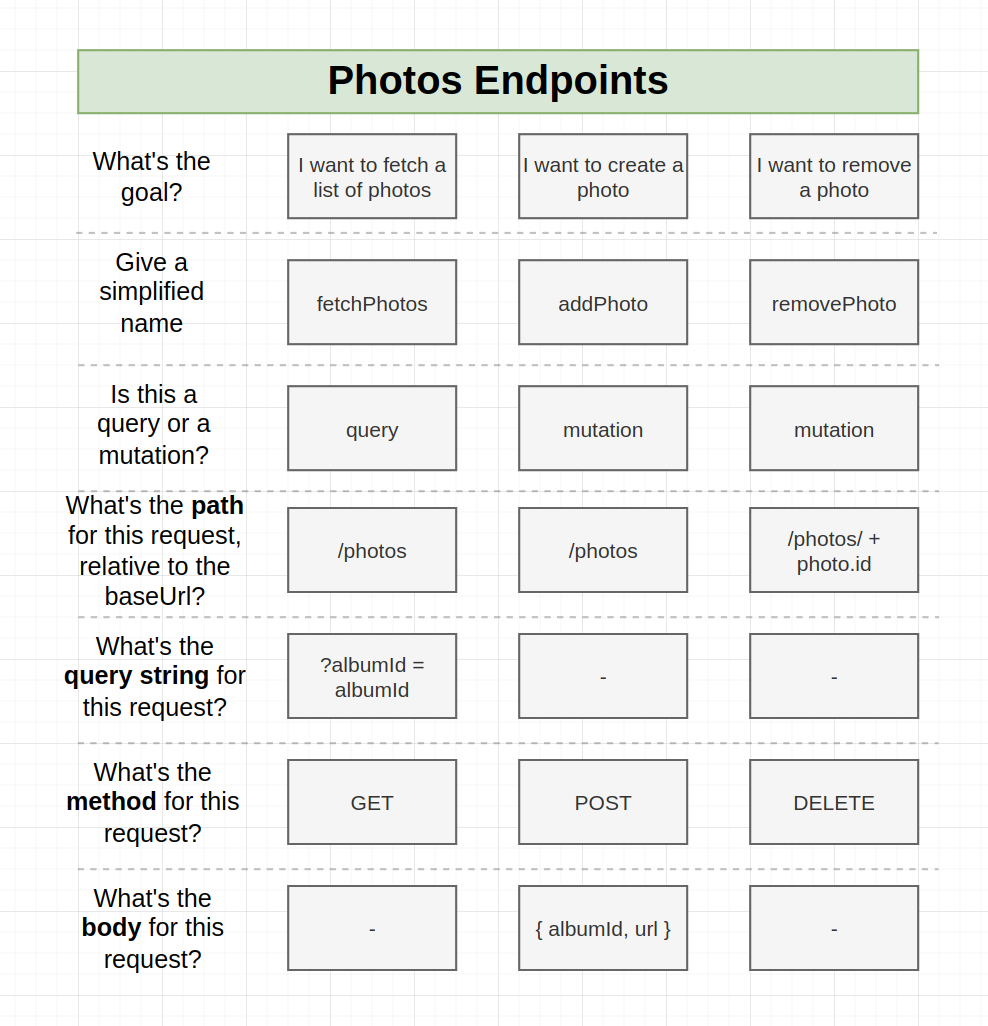 Photos Endpoints
What's the
goal?
I want to fetch a
list of photos
I want to create a
photo
I want to remove
a photo
Give a
simplified
name
fetchPhotos
addPhoto
removePhoto
Is this a
query or a
mutation?
query
mutation
mutation
What's the path
for this request,
relative to the
baseUrl?
/photos
/photos
/photos/ +
photo.id
What's the
query string for
this request?
?albumId =
albumId
-
-
What's the
method for this
request?
GET
POST
DELETE
What's the
body for this
request?
-
{ albumId, url }
-